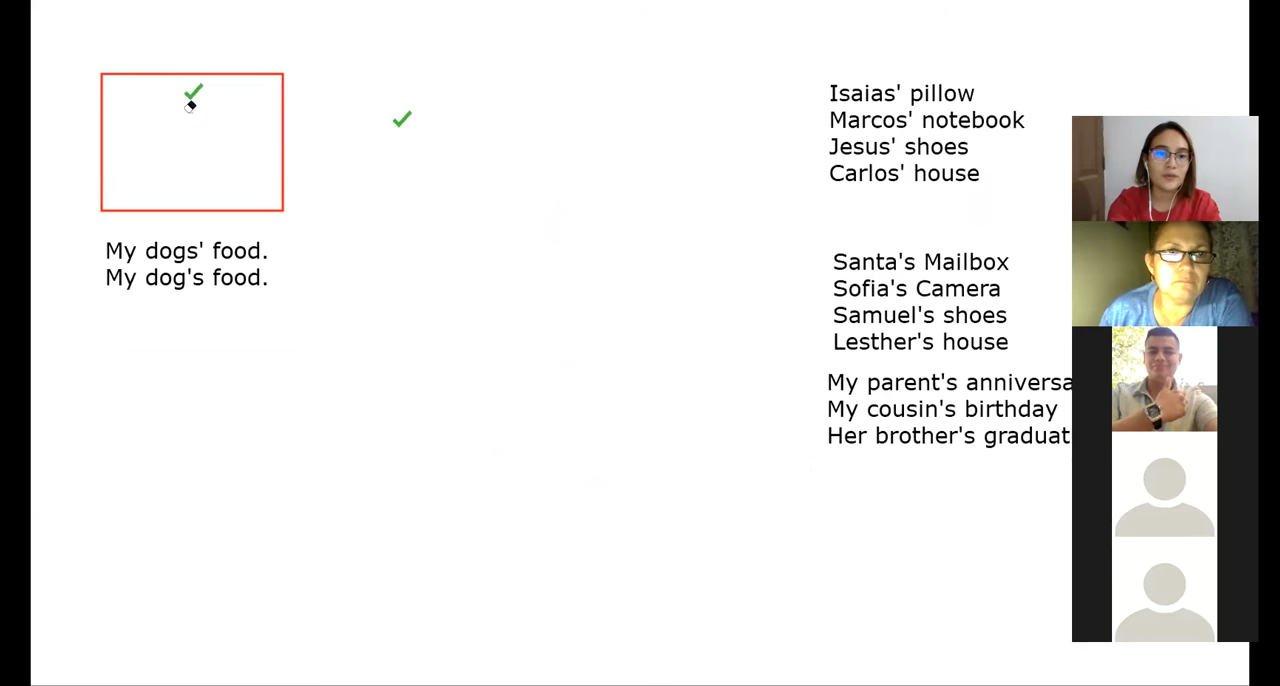 My dogs' food.
My dog's food.
Isaias' pillow
Marcos' notebook
Jesus' shoes
Carlos' house
Santa's Mailbox
Sofia's Camera
Samuel's shoes
Lesther's house
My parent's anniversa
My cousin's birthday
Her brother's graduat